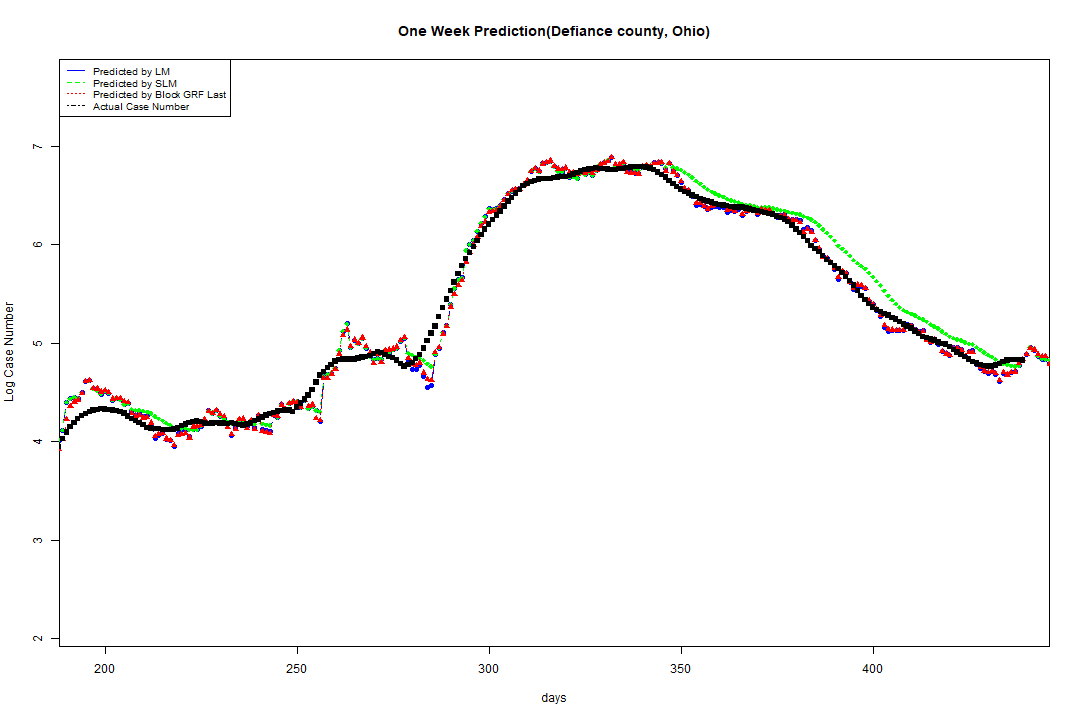 One Week Prediction(Defiance county, Ohio)
Predicted by LM
Predicted by SLM
Predicted by Block GRF Last
Actual Case Number
7
6
5
4
3
2
Log Case Number
200 250 300 350 400
days